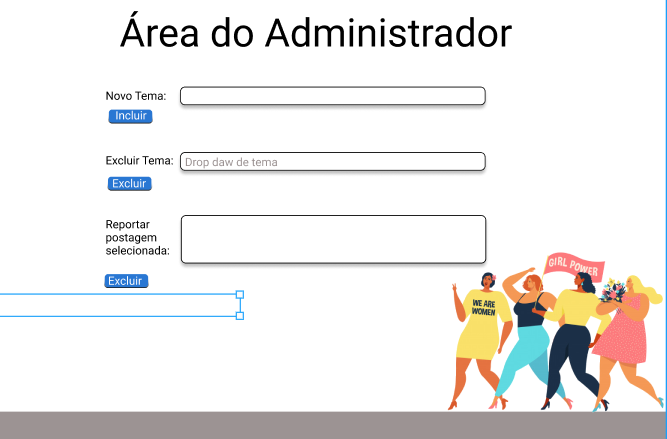 Área do Administrador
Novo Tema:
Incluir
Excluir Tema:
Drop daw de tema
Excluir
Reportar
postagem
selecionada:
Excluir
GIRL POWER
WE ARE
WOMEN